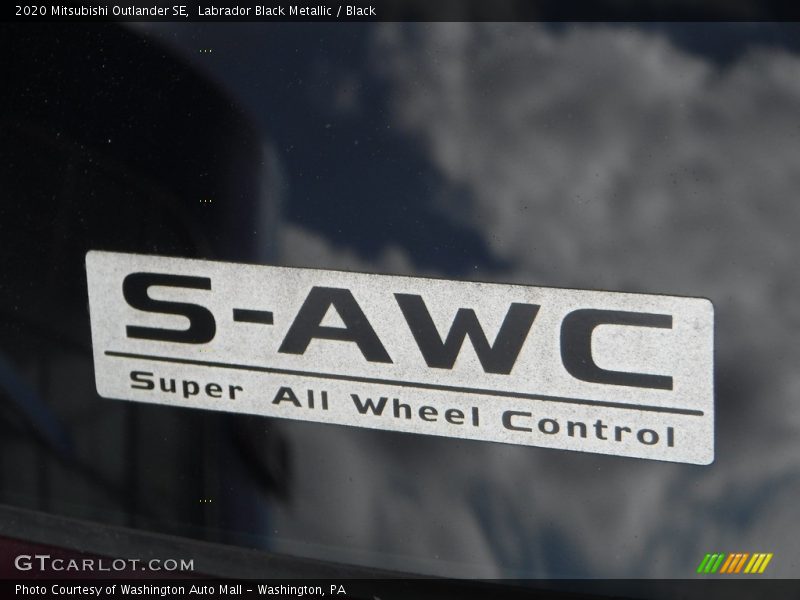 2020 Mitsubishi Outlander SE,  Labrador Black Metallic / Black
S-AWC
Super All Wheel Control
GTCARLOT.COM
Photo Courtesy of Washington Auto Mall - Washington, PA